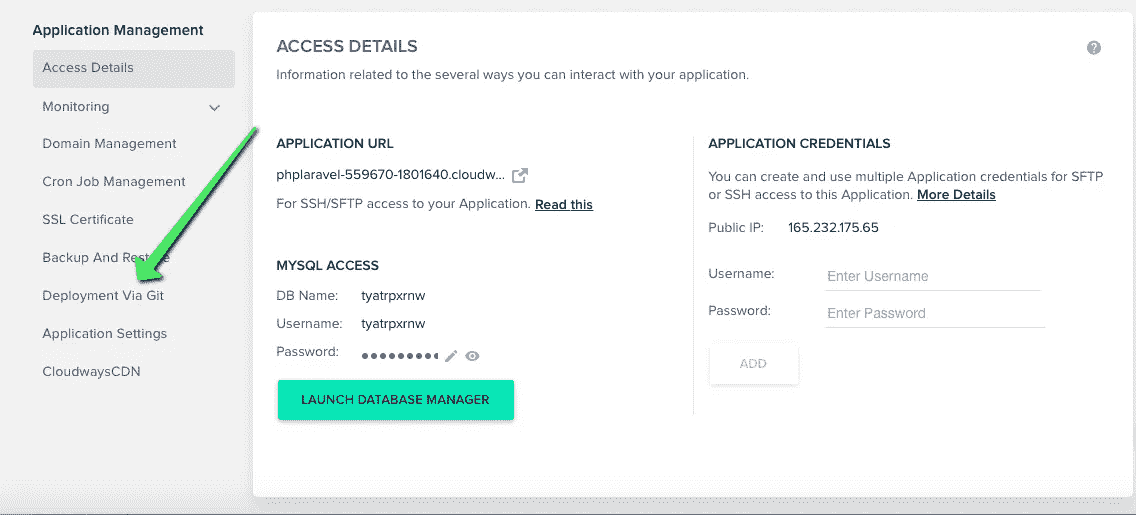 Application Management
Access Details
Monitoring
Domain Management
Cron Job Management
SSL Certificate
Backup And Restore
Deployment Via Git
Application Settings
CloudwaysCDN
ACCESS DETAILS
Information related to the several ways you can interact with your application.
APPLICATION URL
phplaravel-559670-1801640.cloudw...
For SSH/SFTP access to your Application. Read this
MYSQL ACCESS
DB Name: tyatrpxrnw
Username: tyatrpxrnw
Password: ●●●●●●●●●
LAUNCH DATABASE MANAGER
APPLICATION CREDENTIALS
You can create and use multiple Application credentials for SFTP
or SSH access to this Application. More Details
Public IP: 165.232.175.65
Username: Enter Username
Password: Enter Password
ADD